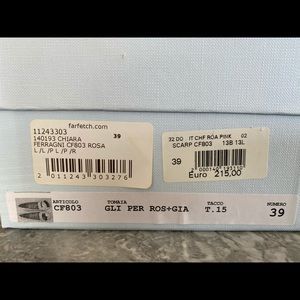 farfetch.com
11243303
140193 CHIARA
FERRAGNI CF803 ROSA
L /L /P L /P /R
39
2 011243 303276
32 DO IT CHF ROA PINK 02
SCARP CF803 13B 13L
39
Euro 215,00
ARTICOLO
CF803
TOMAIA
GLI PER ROS+GIA
TACCO
T.15
NUMERO
39